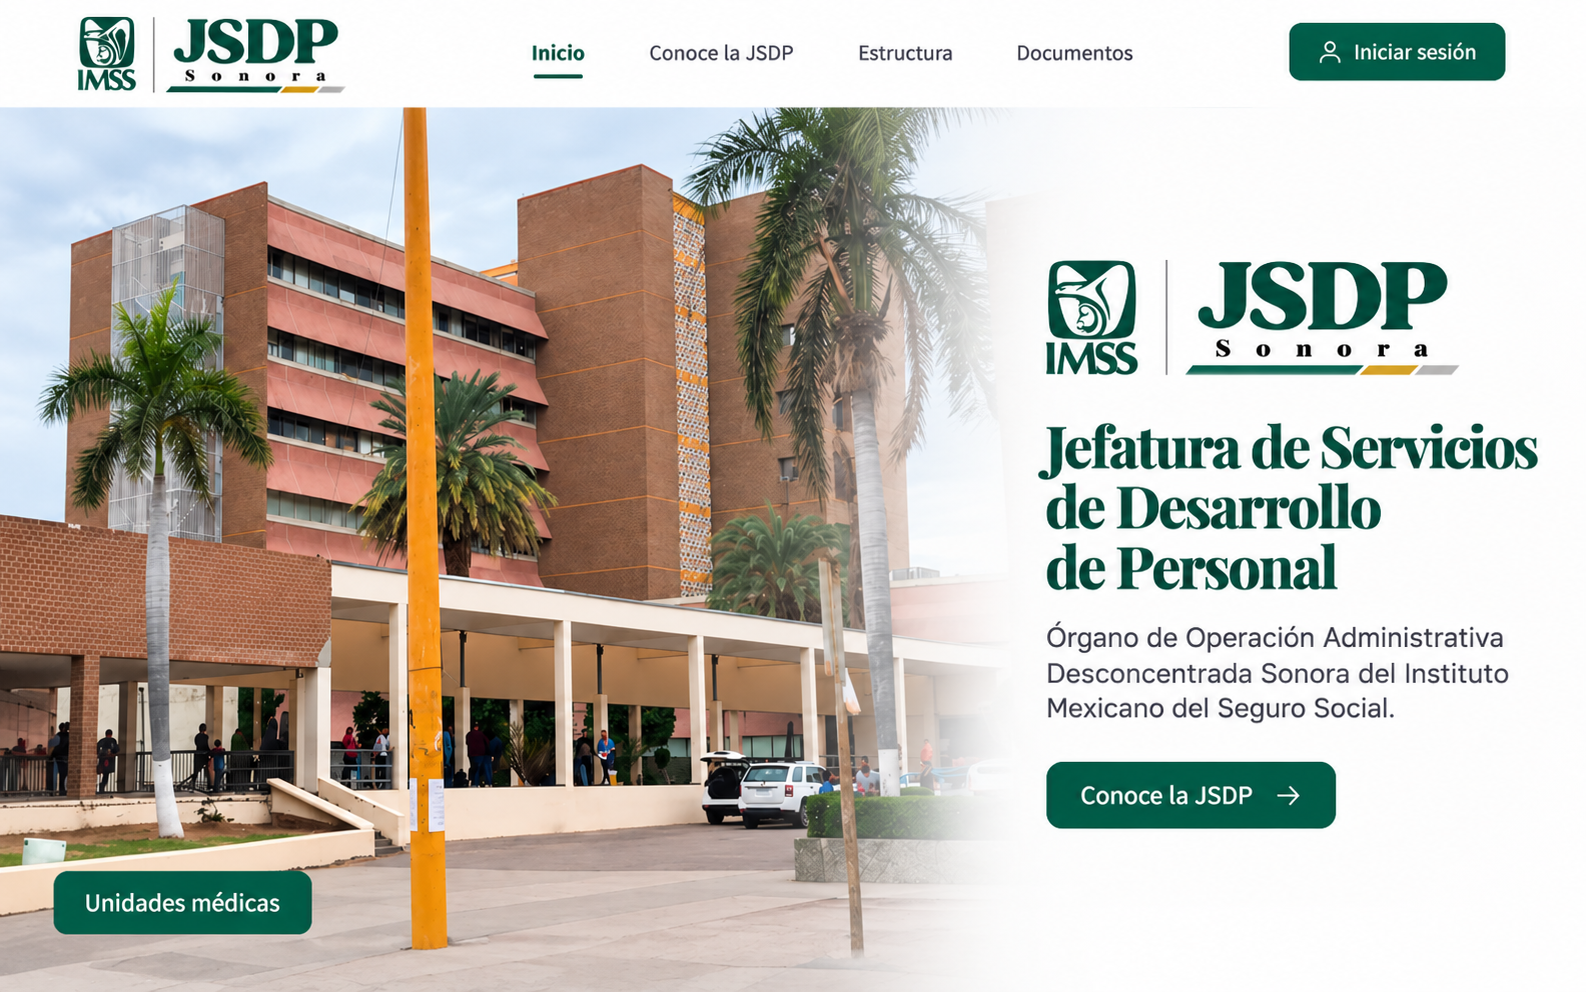 IMSS
JSDP
Sonora
Inicio
Conoce la JSDP
Estructura
Documentos
Iniciar sesión
IMSS
JSDP
Sonora
Jefatura de Servicios
de Desarrollo
de Personal
Órgano de Operación Administrativa
Desconcentrada Sonora del Instituto
Mexicano del Seguro Social.
Conoce la JSDP
Unidades médicas